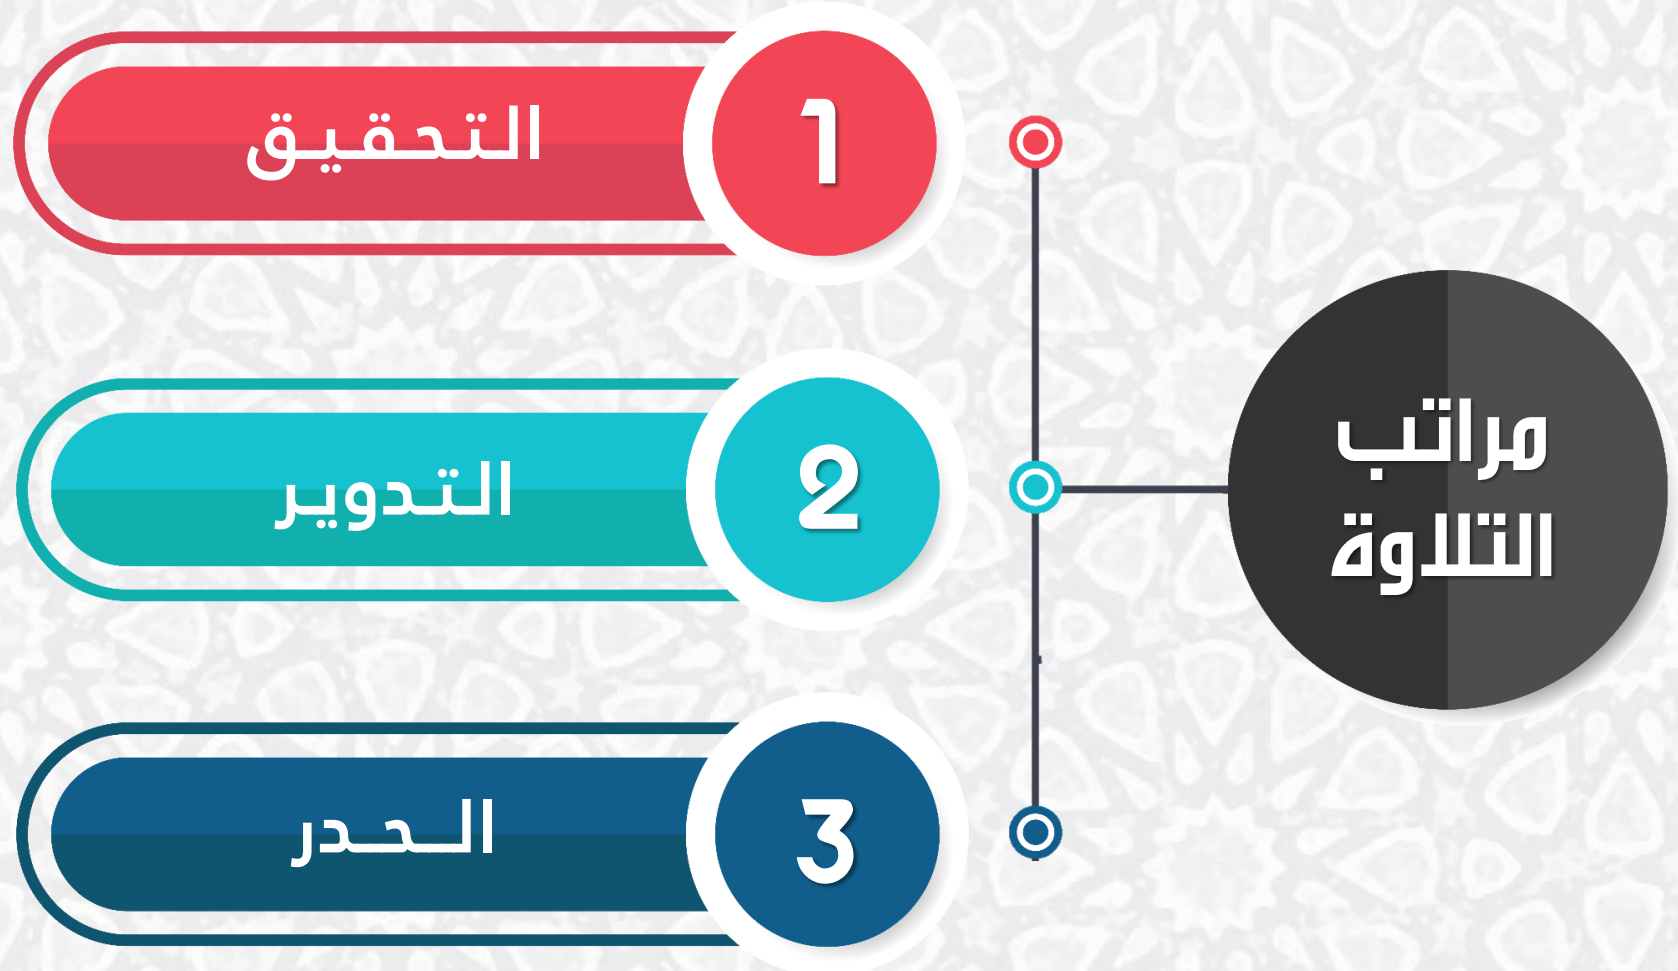 مراتب
التلاوة
1
التحقيق
2
التدوير
3
الحدر